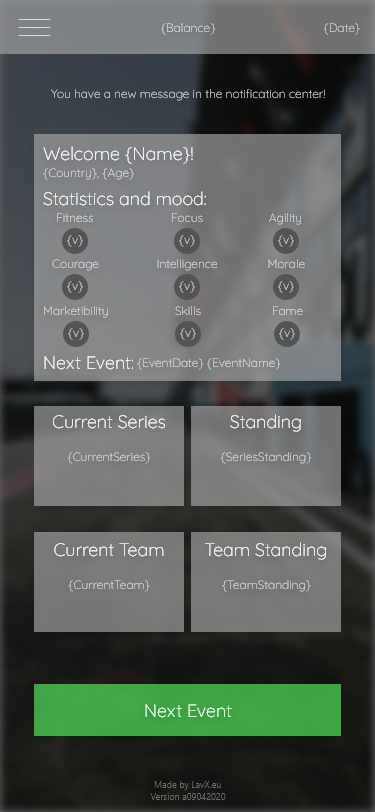 {Balance} {Date}
You have a new message in the notification center!
Welcome {Name}!
{Country}, {Age}
Statistics and mood:
Fitness Focus Agility
{v} {v} {v}
Courage Intelligence Morale
{v} {v} {v}
Marketibility Skills Fame
{v} {v} {v}
Next Event: {EventDate} {EventName}
Current Series Standing
{CurrentSeries} {SeriesStanding}
Current Team Team Standing
{CurrentTeam} {TeamStanding}
Next Event
Made by LavX.eu
Version a09042020